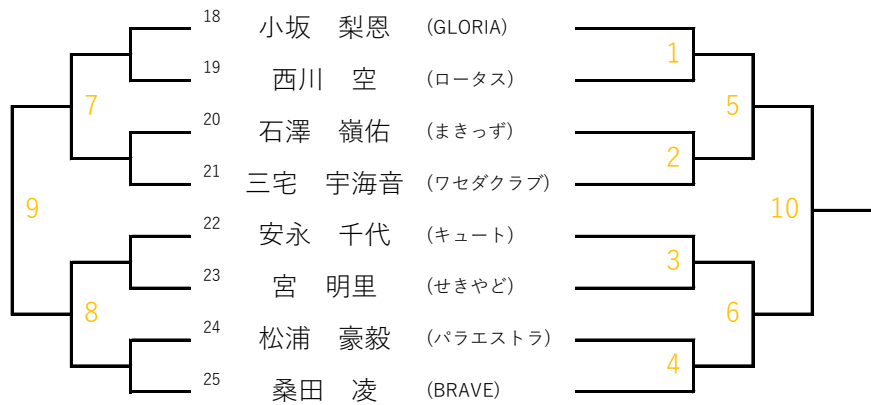 18 小坂 梨恩 (GLORIA)
1
19 西川 空 (ロータス)
7 5
20 石澤 嶺佑 (まきっず)
2
21 三宅 宇海音 (ワセダクラブ)
9 10
22 安永 千代 (キュート)
3
23 宮 明里 (せきやど)
8 6
24 松浦 豪毅 (パラエストラ)
4
25 桑田 凌 (BRAVE)